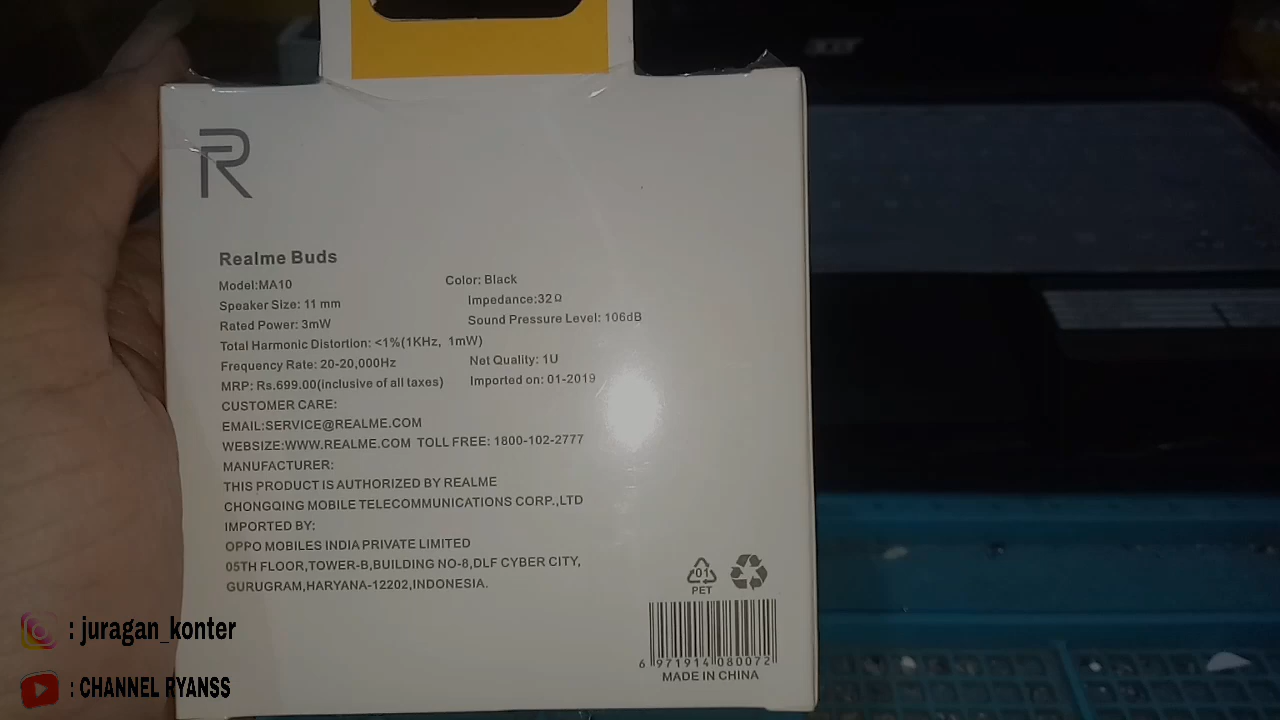 R
Realme Buds
Model:MA10 Color: Black
Speaker Size: 11 mm Impedance:32Ω
Rated Power: 3mW Sound Pressure Level: 106dB
Total Harmonic Distortion: <1%(1KHz, 1mW)
Frequency Rate: 20-20,000Hz Net Quality: 1U
MRP: Rs.699.00(inclusive of all taxes) Imported on: 01-2019
CUSTOMER CARE:
EMAIL:SERVICE@REALME.COM
WEBSIZE:WWW.REALME.COM TOLL FREE: 1800-102-2777
MANUFACTURER:
THIS PRODUCT IS AUTHORIZED BY REALME
CHONGQING MOBILE TELECOMMUNICATIONS CORP.,LTD
IMPORTED BY:
OPPO MOBILES INDIA PRIVATE LIMITED
05TH FLOOR,TOWER-B,BUILDING NO-8,DLF CYBER CITY,
GURUGRAM,HARYANA-12202,INDONESIA.
01
PET
6 971914 080072
MADE IN CHINA
: juragan_konter
: CHANNEL RYANSS